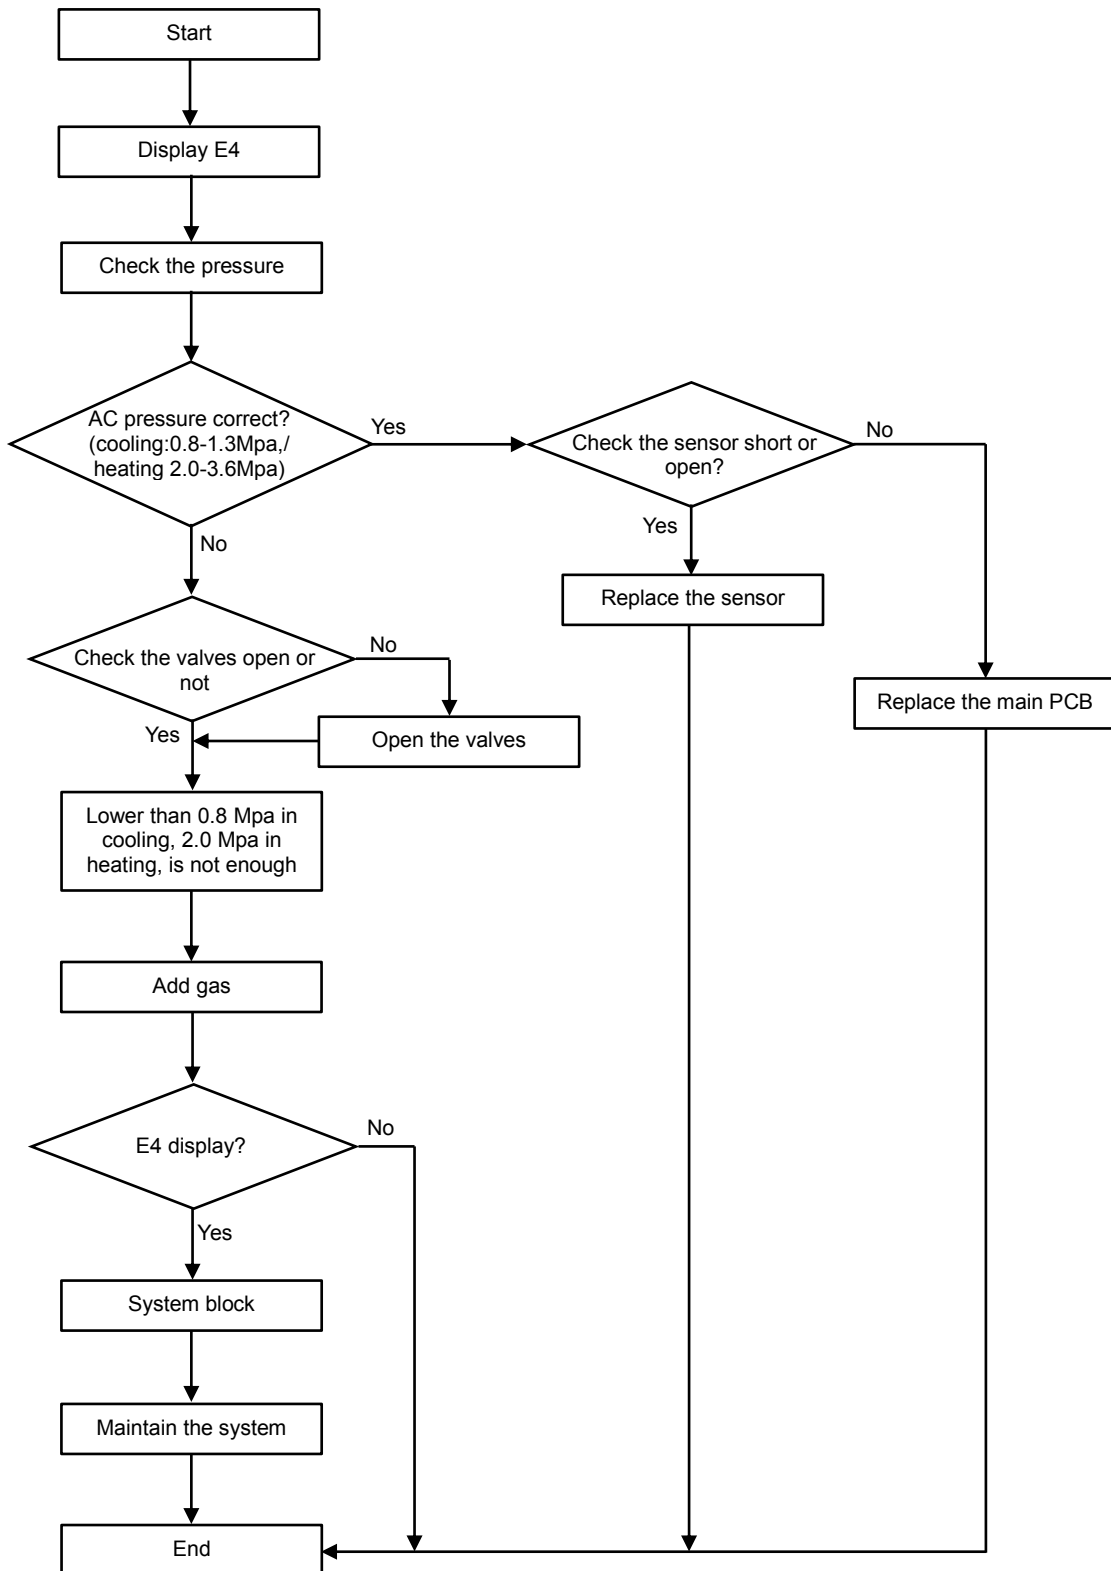 Start
Display E4
Check the pressure
AC pressure correct?
(cooling:0.8-1.3Mpa,/
heating 2.0-3.6Mpa)
Yes
Check the sensor short or
open?
No
Yes
No
Replace the sensor
Check the valves open or
not
No
Replace the main PCB
Yes
Open the valves
Lower than 0.8 Mpa in
cooling, 2.0 Mpa in
heating, is not enough
Add gas
E4 display?
No
Yes
System block
Maintain the system
End